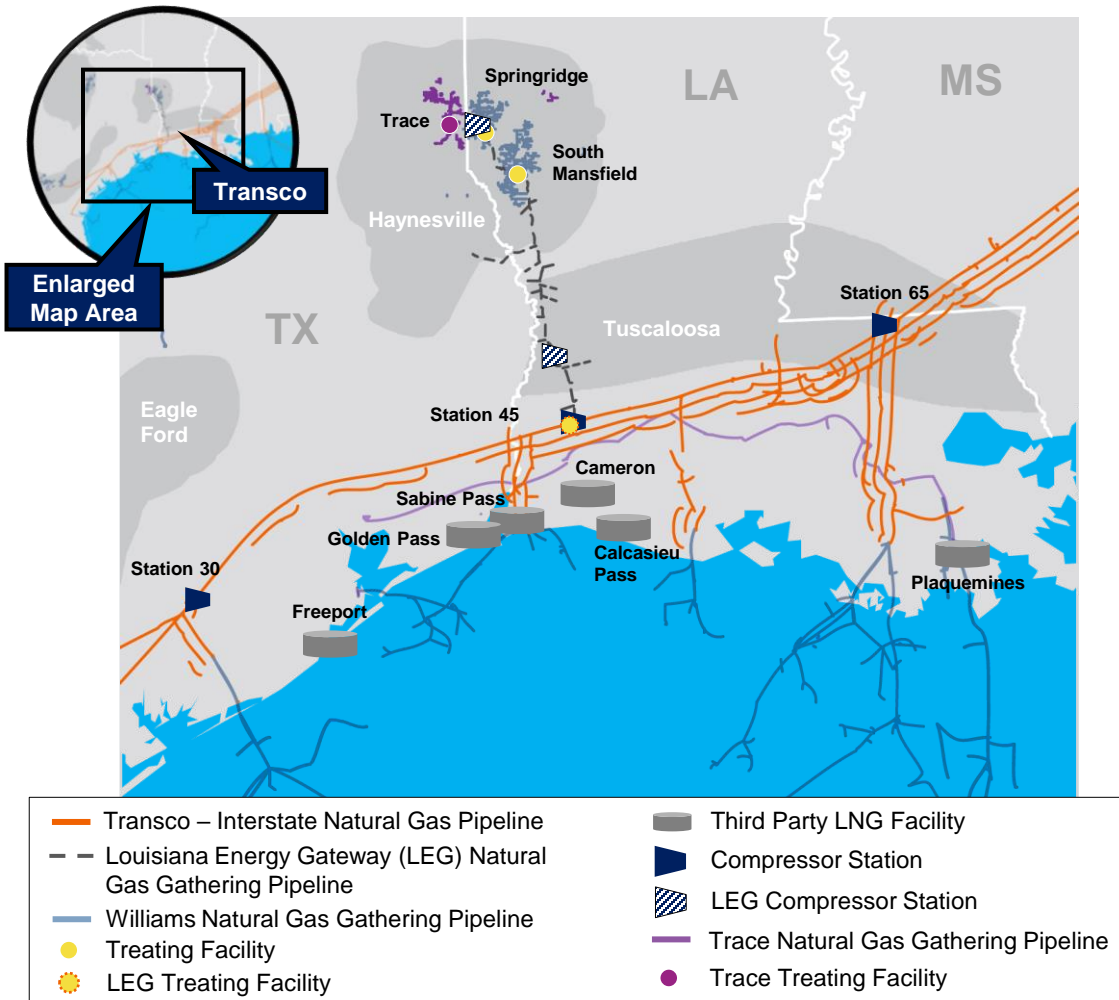 Springridge
LA
MS
Trace
South
Mansfield
Transco
Haynesville
Enlarged
Map Area
Station 65
TX
Tuscaloosa
Eagle
Ford
Station 45
Cameron
Sabine Pass
Golden Pass
Calcasieu
Pass
Station 30
Plaquemines
Freeport
Transco – Interstate Natural Gas Pipeline
Louisiana Energy Gateway (LEG) Natural
Gas Gathering Pipeline
Williams Natural Gas Gathering Pipeline
Treating Facility
LEG Treating Facility
Third Party LNG Facility
Compressor Station
LEG Compressor Station
Trace Natural Gas Gathering Pipeline
Trace Treating Facility